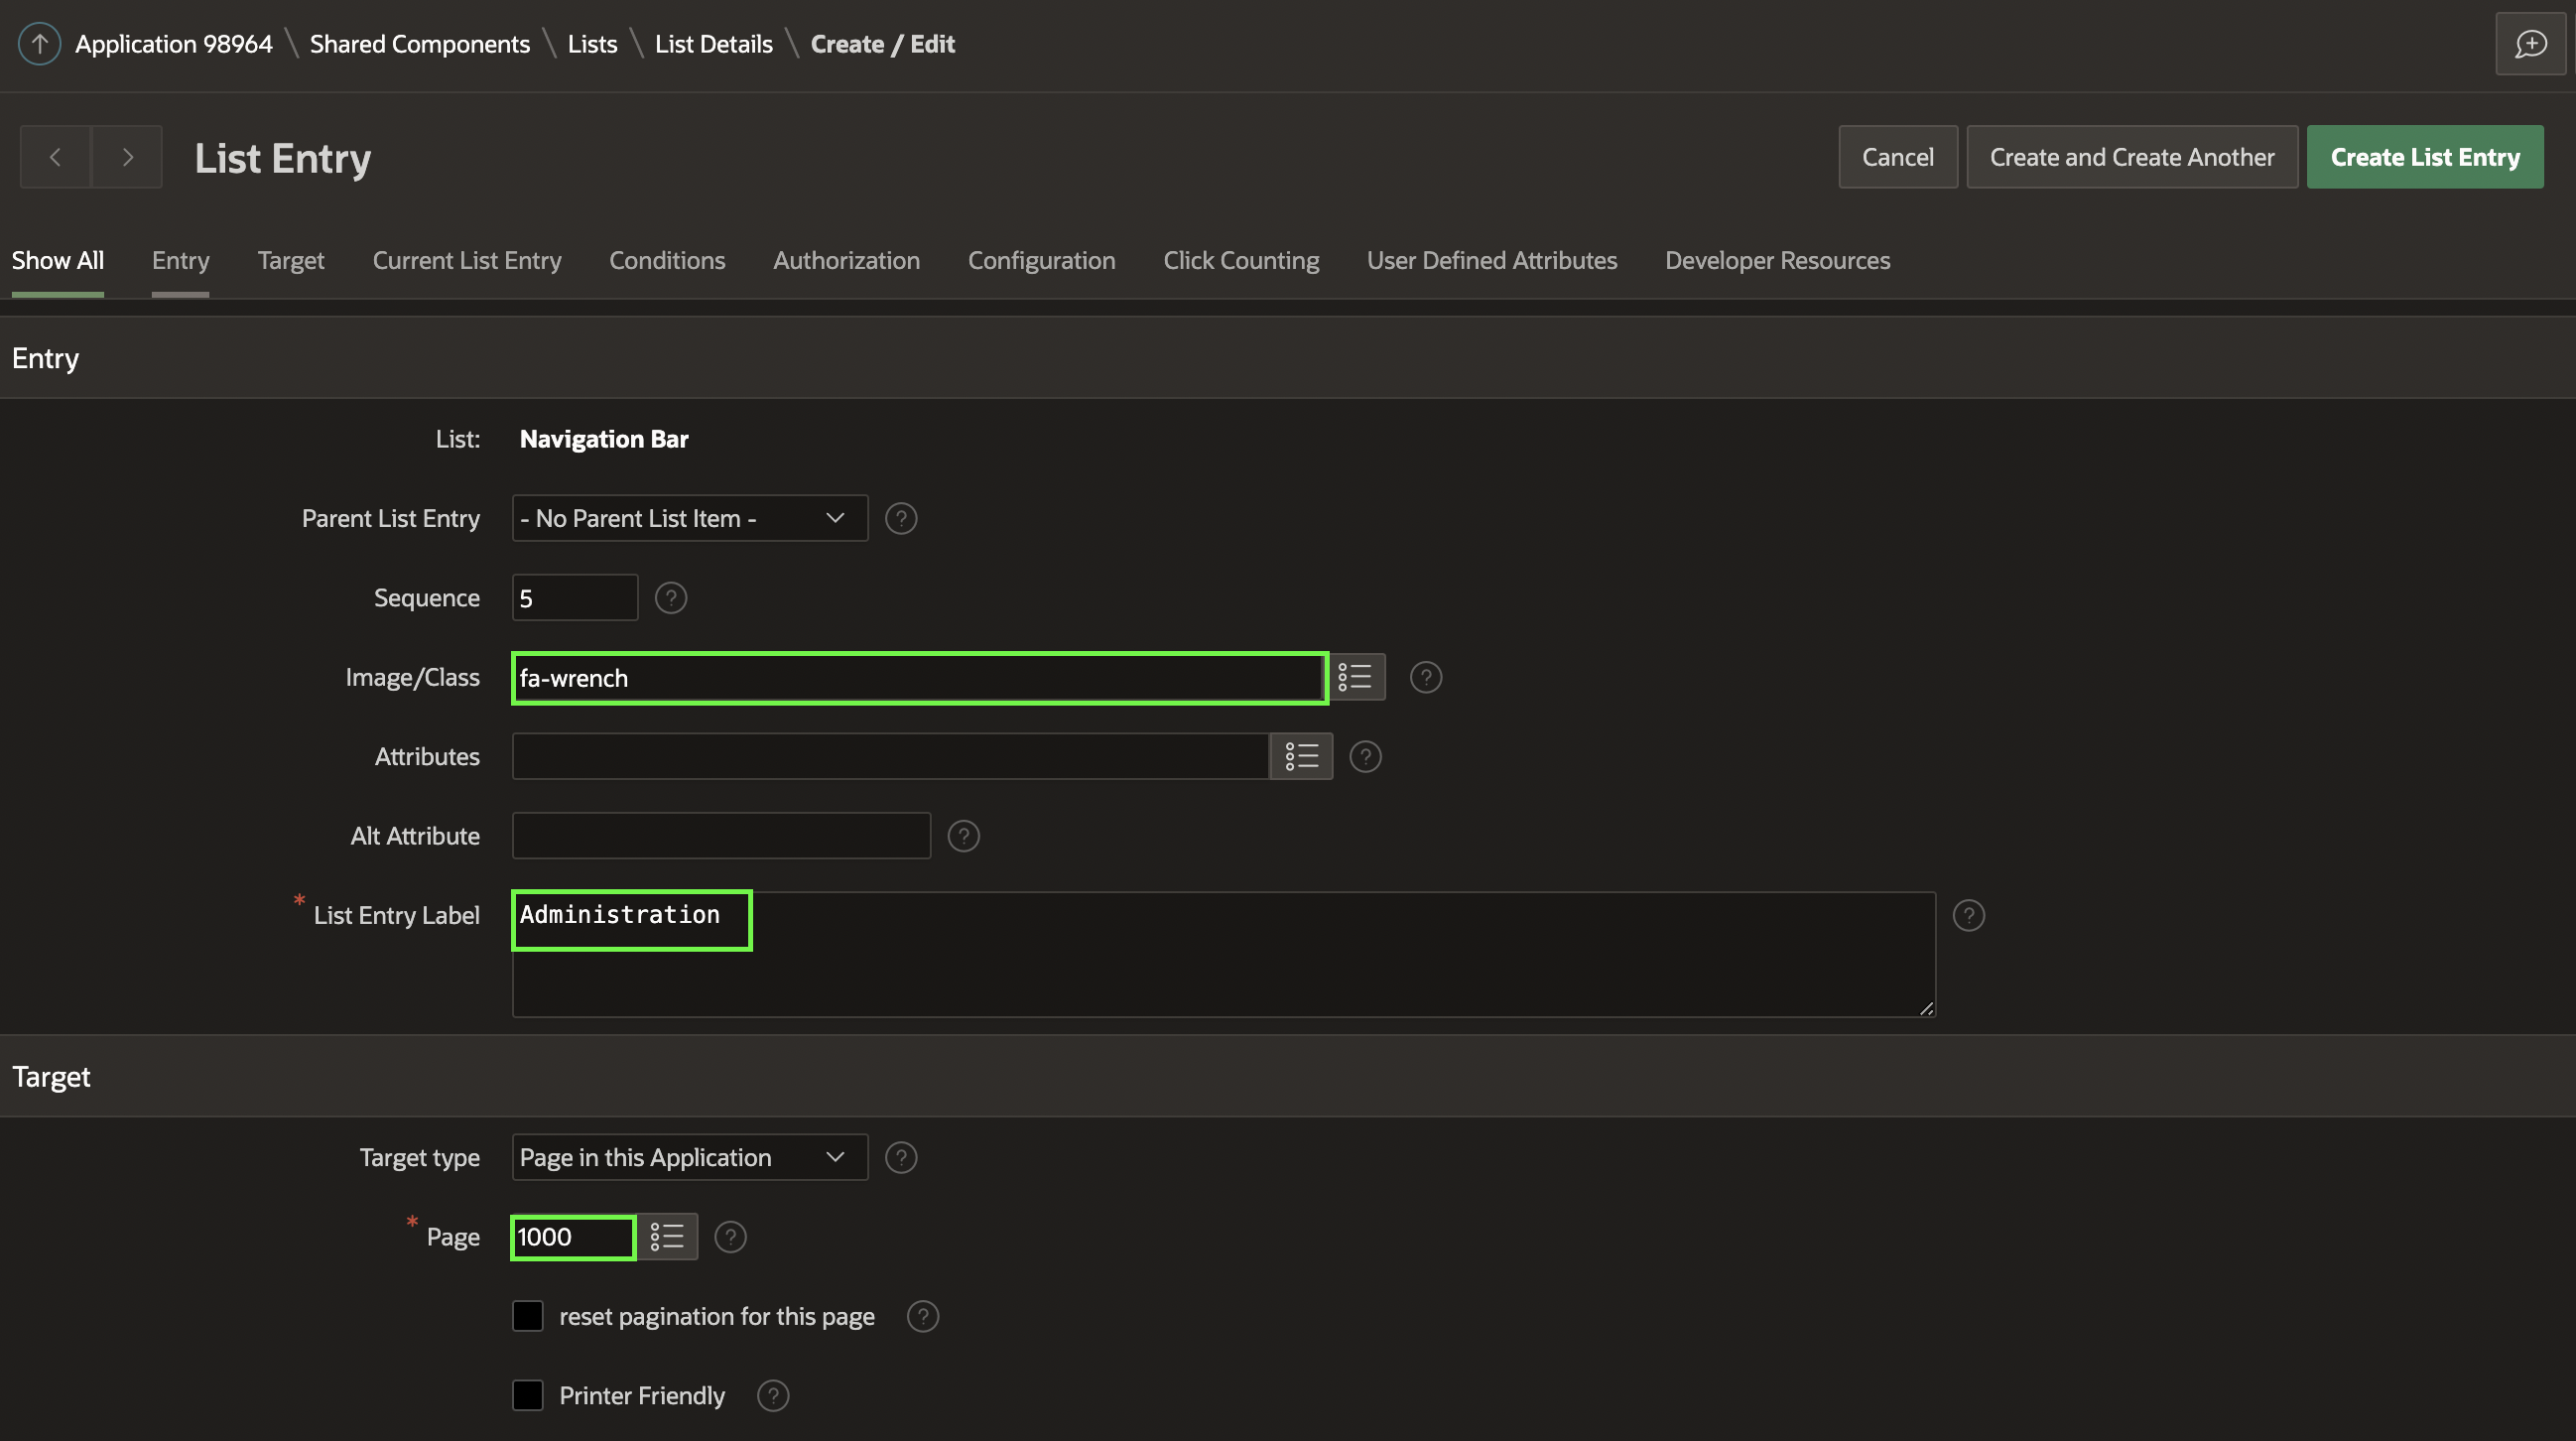 Application 98964 \ Shared Components \ Lists \ List Details \ Create / Edit
List Entry
Cancel
Create and Create Another
Create List Entry
Show All Entry Target Current List Entry Conditions Authorization Configuration Click Counting User Defined Attributes Developer Resources
Entry
List: Navigation Bar
Parent List Entry - No Parent List Item - ?
Sequence 5 ?
Image/Class fa-wrench ?
Attributes ?
Alt Attribute ?
* List Entry Label Administration ?
Target
Target type Page in this Application ?
* Page 1000 ?
reset pagination for this page ?
Printer Friendly ?